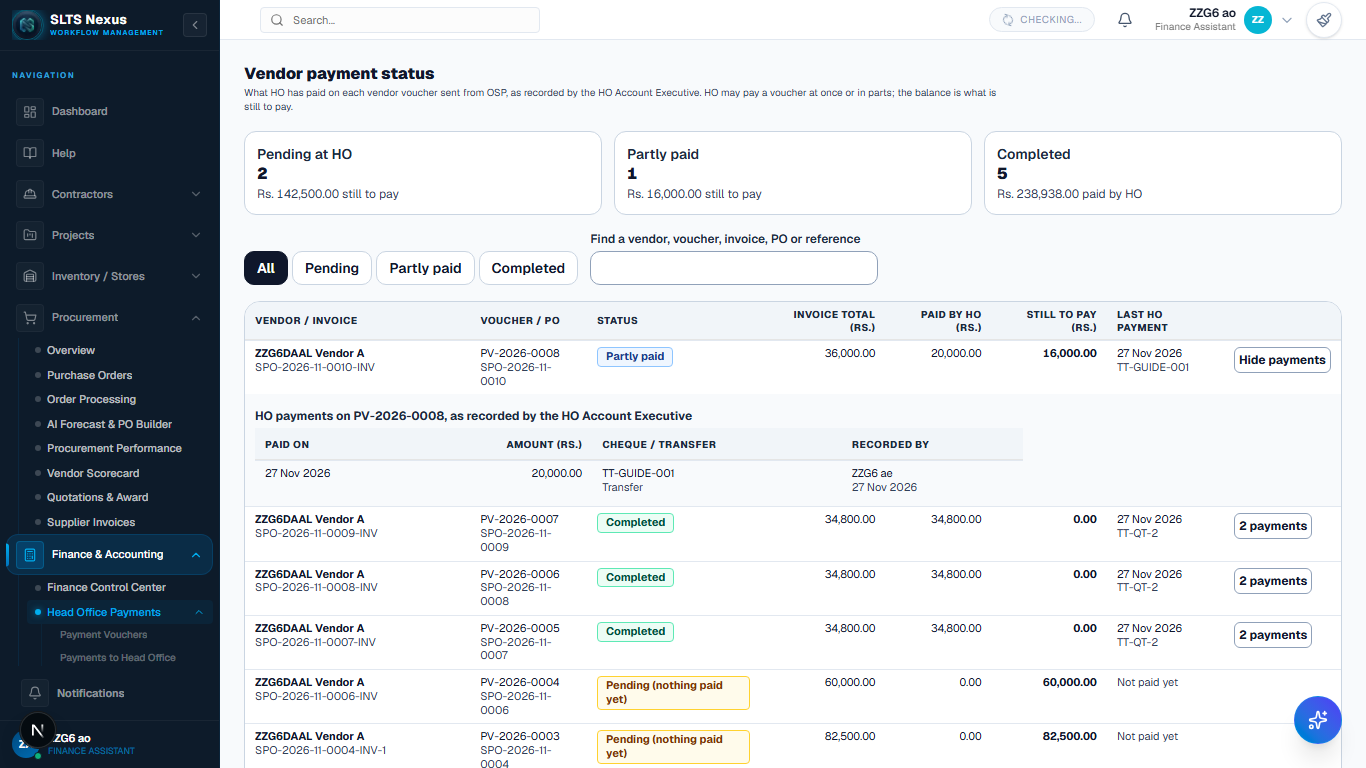 SLTS Nexus
WORKFLOW MANAGEMENT
Search...
CHECKING...
ZZG6 ao
Finance Assistant
ZZ
NAVIGATION
Dashboard
Help
Contractors
Projects
Inventory / Stores
Procurement
Overview
Purchase Orders
Order Processing
AI Forecast & PO Builder
Procurement Performance
Vendor Scorecard
Quotations & Award
Supplier Invoices
Finance & Accounting
Finance Control Center
Head Office Payments
Payment Vouchers
Payments to Head Office
Notifications
N
ZG6 ao
FINANCE ASSISTANT
Vendor payment status
What HO has paid on each vendor voucher sent from OSP, as recorded by the HO Account Executive. HO may pay a voucher at once or in parts; the balance is what is
still to pay.
Pending at HO
2
Rs. 142,500.00 still to pay
Partly paid
1
Rs. 16,000.00 still to pay
Completed
5
Rs. 238,938.00 paid by HO
Find a vendor, voucher, invoice, PO or reference
All Pending Partly paid Completed
VENDOR / INVOICE VOUCHER / PO STATUS INVOICE TOTAL (RS.) PAID BY HO (RS.) STILL TO PAY (RS.) LAST HO PAYMENT
ZZG6DAAL Vendor A PV-2026-0008 Partly paid 36,000.00 20,000.00 16,000.00 27 Nov 2026 Hide payments
SPO-2026-11-0010-INV SPO-2026-11- TT-GUIDE-001
0010
HO payments on PV-2026-0008, as recorded by the HO Account Executive
PAID ON AMOUNT (RS.) CHEQUE / TRANSFER RECORDED BY
27 Nov 2026 20,000.00 TT-GUIDE-001 ZZG6 ae
Transfer 27 Nov 2026
ZZG6DAAL Vendor A PV-2026-0007 Completed 34,800.00 34,800.00 0.00 27 Nov 2026 2 payments
SPO-2026-11-0009-INV SPO-2026-11- TT-QT-2
0009
ZZG6DAAL Vendor A PV-2026-0006 Completed 34,800.00 34,800.00 0.00 27 Nov 2026 2 payments
SPO-2026-11-0008-INV SPO-2026-11- TT-QT-2
0008
ZZG6DAAL Vendor A PV-2026-0005 Completed 34,800.00 34,800.00 0.00 27 Nov 2026 2 payments
SPO-2026-11-0007-INV SPO-2026-11- TT-QT-2
0007
ZZG6DAAL Vendor A PV-2026-0004 Pending (nothing paid 60,000.00 0.00 60,000.00 Not paid yet
SPO-2026-11-0006-INV SPO-2026-11- yet)
0006
ZZG6DAAL Vendor A PV-2026-0003 Pending (nothing paid 82,500.00 0.00 82,500.00 Not paid yet
SPO-2026-11-0004-INV-1 SPO-2026-11- yet)
0004